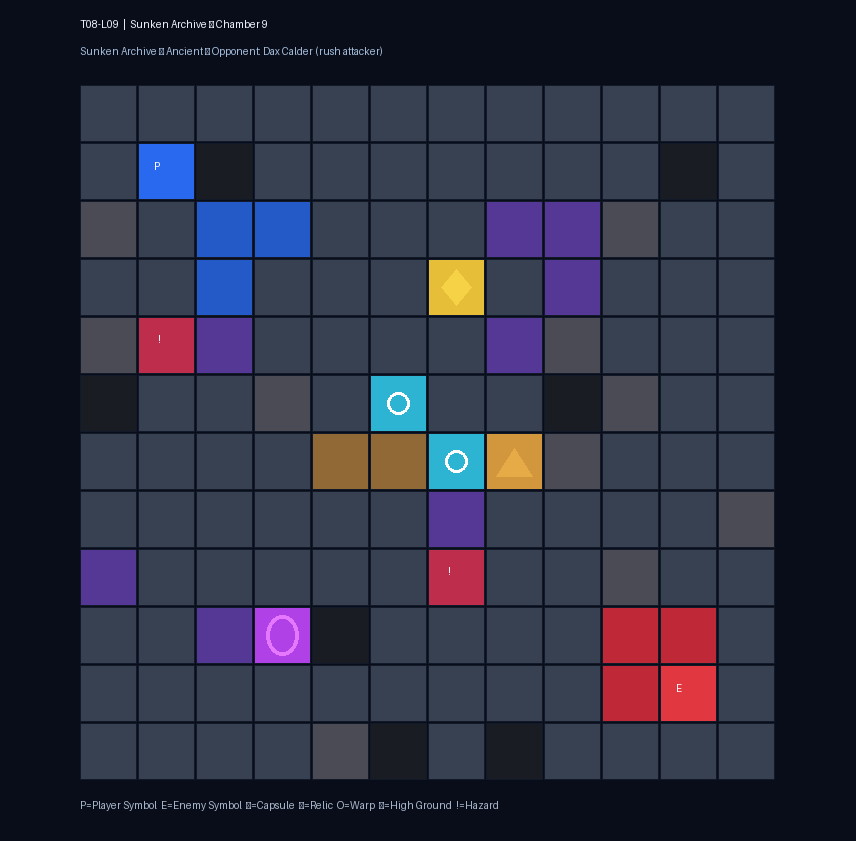 T08-L09 | Sunken Archive □ Chamber 9
Sunken Archive □ Ancient □ Opponent: Dax Calder (rush attacker)
P
!
!
E
P=Player Symbol E=Enemy Symbol □=Capsule □=Relic O=Warp □=High Ground !=Hazard